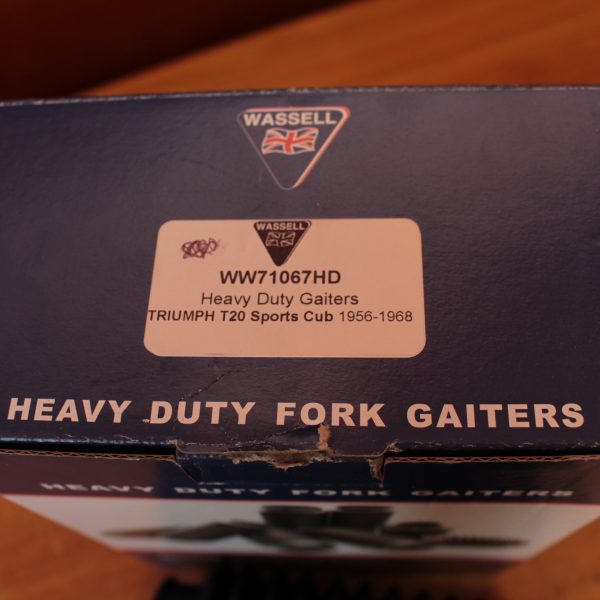 WASSELL
WASSELL
WW71067HD
Heavy Duty Gaiters
TRIUMPH T20 Sports Cub 1956-1968
HEAVY DUTY FORK GAITERS
HEAVY DUTY FORK GAITERS